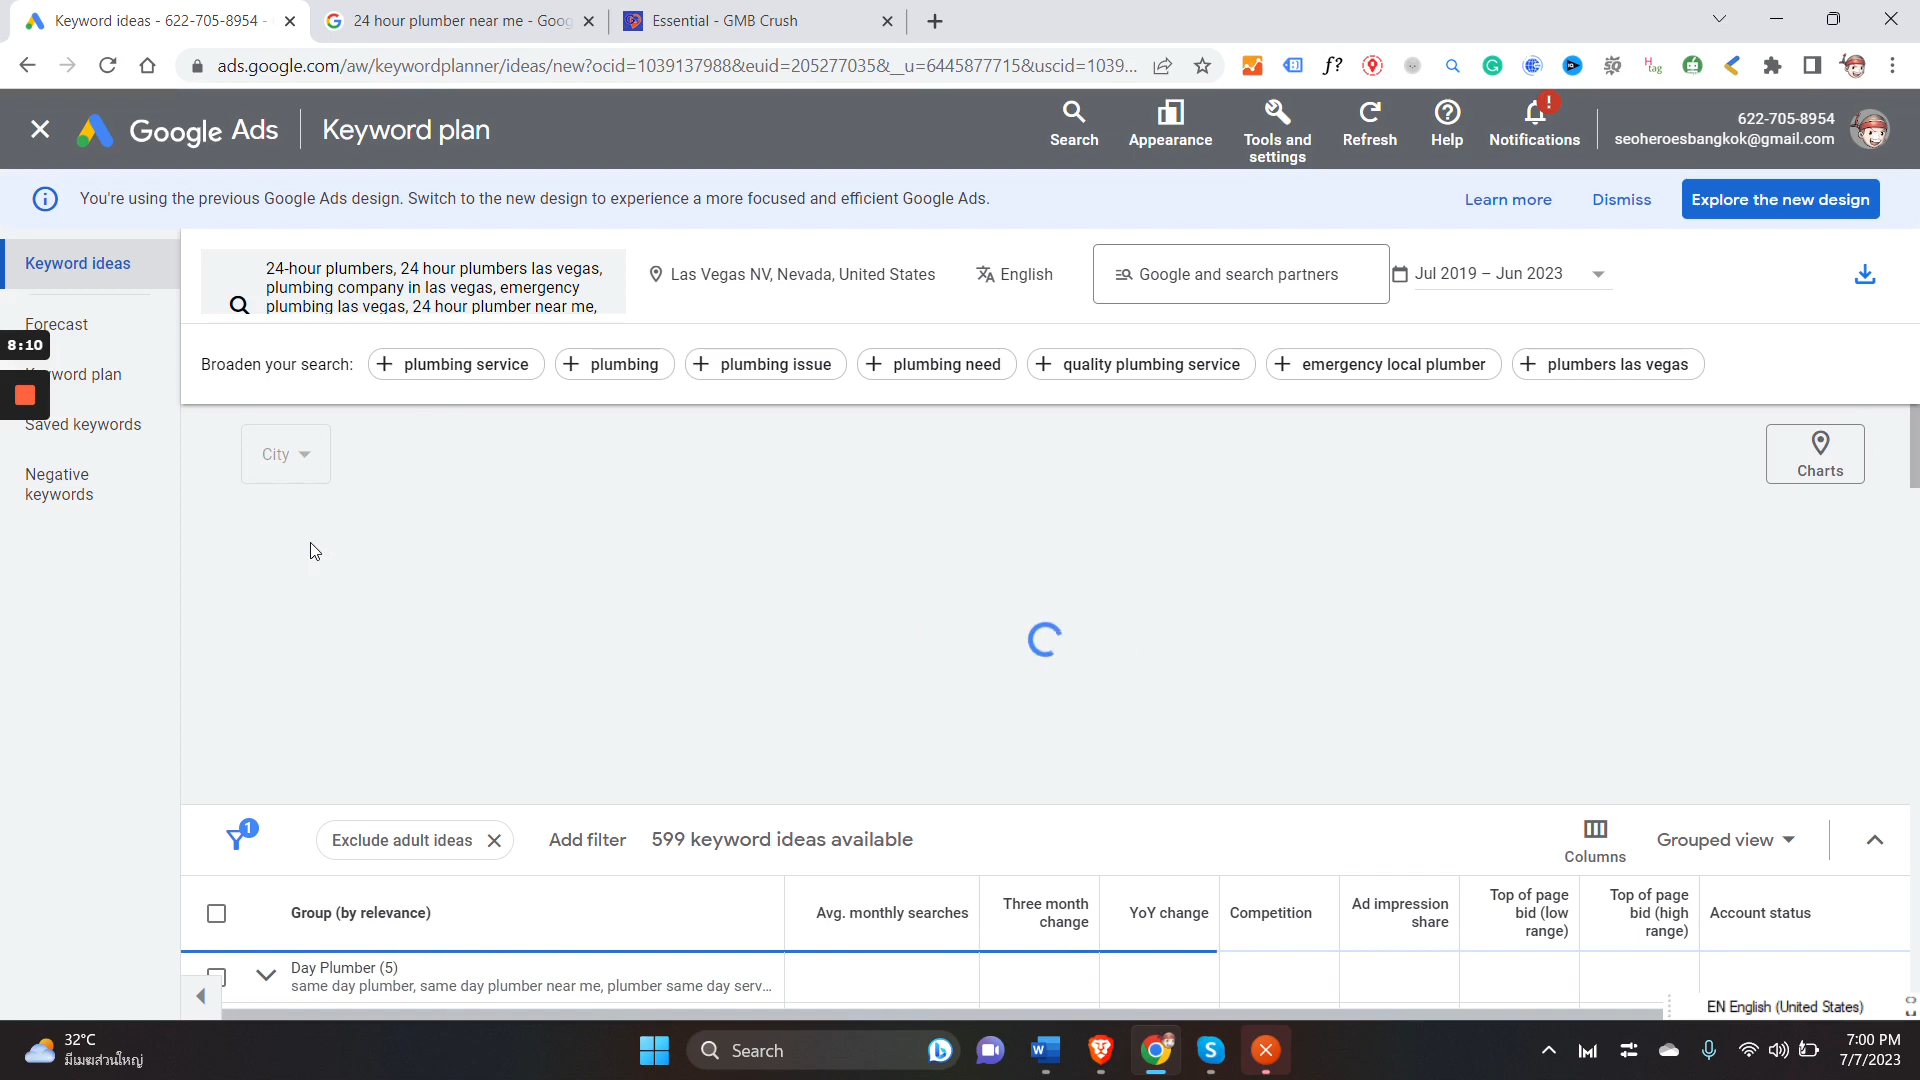 Keyword ideas - 622-705-8954 -
24 hour plumber near me - Goog
Essential - GMB Crush
ads.google.com/aw/keywordplanner/ideas/new?ocid=1039137988&euid=205277035&__u=6445877715&uscid=1039...
Google Ads
Keyword plan
Search
Appearance
Tools and settings
Refresh
Help
Notifications
622-705-8954
seoheroesbangkok@gmail.com
You're using the previous Google Ads design. Switch to the new design to experience a more focused and efficient Google Ads.
Learn more
Dismiss
Explore the new design
Keyword ideas
Forecast
8:10
Saved keywords
Negative keywords
24-hour plumbers, 24 hour plumbers las vegas,
plumbing company in las vegas, emergency
plumbing las vegas, 24 hour plumber near me,
Las Vegas NV, Nevada, United States
English
Google and search partners
Jul 2019 – Jun 2023
Broaden your search:
plumbing service
plumbing
plumbing issue
plumbing need
quality plumbing service
emergency local plumber
plumbers las vegas
City
Charts
1
Exclude adult ideas
Add filter
599 keyword ideas available
Columns
Grouped view
Group (by relevance)
Avg. monthly searches
Three month change
YoY change
Competition
Ad impression share
Top of page bid (low range)
Top of page bid (high range)
Account status
Day Plumber (5)
same day plumber, same day plumber near me, plumber same day serv...
EN English (United States)
32°C
มีเมฆส่วนใหญ่
Search
7:00 PM
7/7/2023